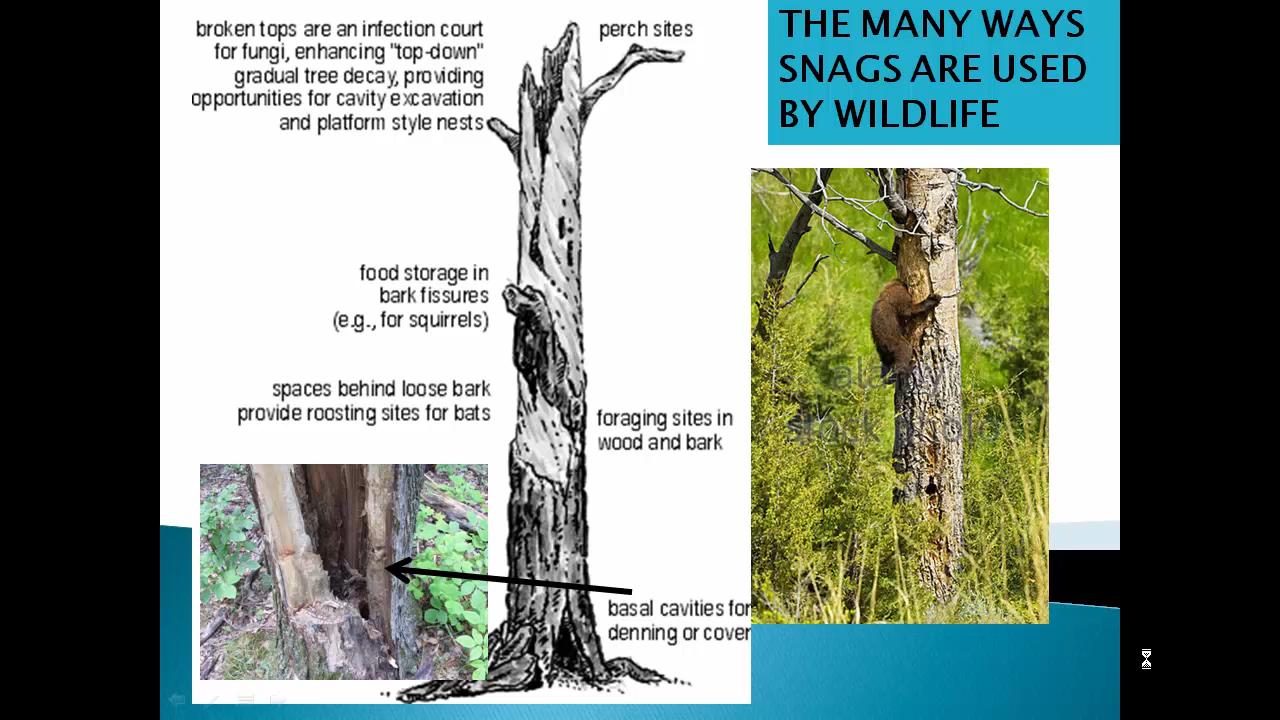 THE MANY WAYS
SNAGS ARE USED
BY WILDLIFE
broken tops are an infection court
for fungi, enhancing "top-down"
gradual tree decay, providing
opportunities for cavity excavation
and platform style nests
perch sites
food storage in
bark fissures
(e.g., for squirrels)
spaces behind loose bark
provide roosting sites for bats
foraging sites in
wood and bark
basal cavities for
denning or cover